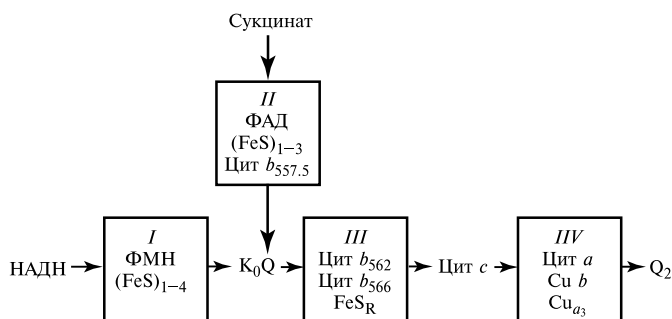 Сукцинат
II
ФАД
(FeS)1−3
Цит b557.5
I
ФМН
(FeS)1−4
III
Цит b562
Цит b566
FeSR
IIV
Цит a
Cu b
Cua3
НАДН
K0Q
Цит c
Q2